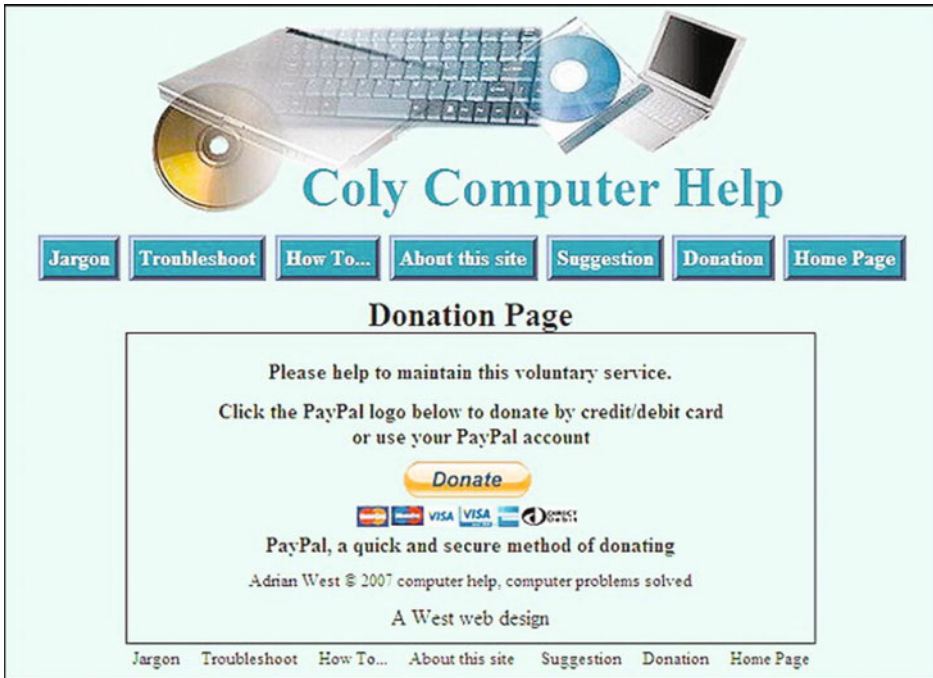 Coly Computer Help
Jargon Troubleshoot How To... About this site Suggestion Donation Home Page
Donation Page
Please help to maintain this voluntary service.
Click the PayPal logo below to donate by credit/debit card
or use your PayPal account
Donate
VISA VISA DIRECT Debit
PayPal, a quick and secure method of donating
Adrian West © 2007 computer help, computer problems solved
A West web design
Jargon Troubleshoot How To... About this site Suggestion Donation Home Page